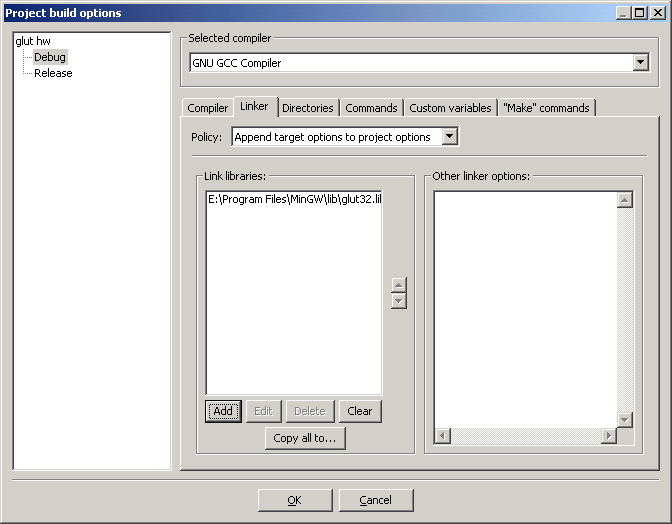 Project build options
glut hw
Debug
Release
Selected compiler
GNU GCC Compiler
Compiler Linker Directories Commands Custom variables "Make" commands
Policy: Append target options to project options
Link libraries:
E:\Program Files\MinGW\lib\glut32.lil
Other linker options:
Add Edit Delete Clear
Copy all to...
OK Cancel